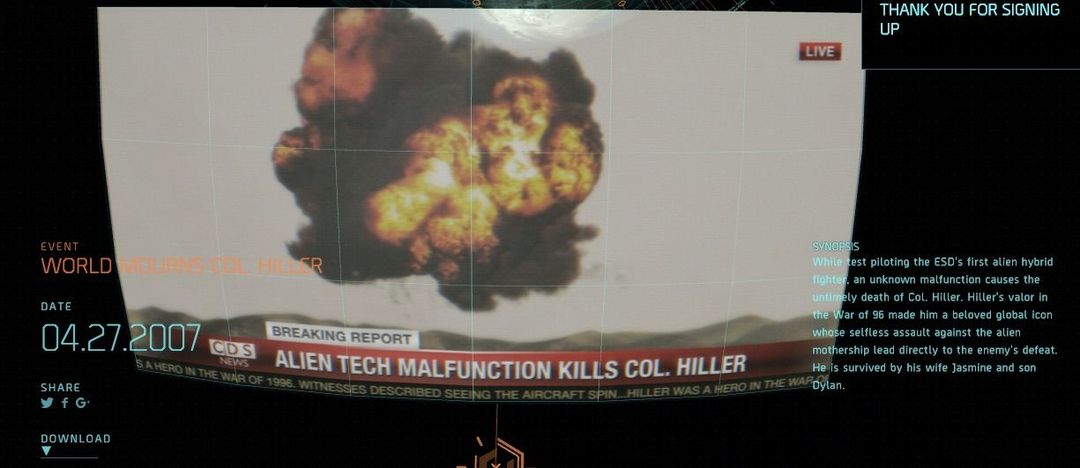 THANK YOU FOR SIGNING
UP
LIVE
EVENT
WORLD MOURNS COL. HILLER
DATE
04.27.2007
SHARE
G+
DOWNLOAD
BREAKING REPORT
CDS
NEWS
ALIEN TECH MALFUNCTION KILLS COL. HILLER
S A HERO IN THE WAR OF 1996. WITNESSES DESCRIBED SEEING THE AIRCRAFT SPIN...HILLER WAS A HERO IN THE WAR OF
SYNOPSIS
While test piloting the ESD's first alien hybrid
fighter, an unknown malfunction causes the
untimely death of Col. Hiller. Hiller's valor in
the War of 96 made him a beloved global icon
whose selfless assault against the alien
mothership lead directly to the enemy's defeat.
He is survived by his wife Jasmine and son
Dylan.